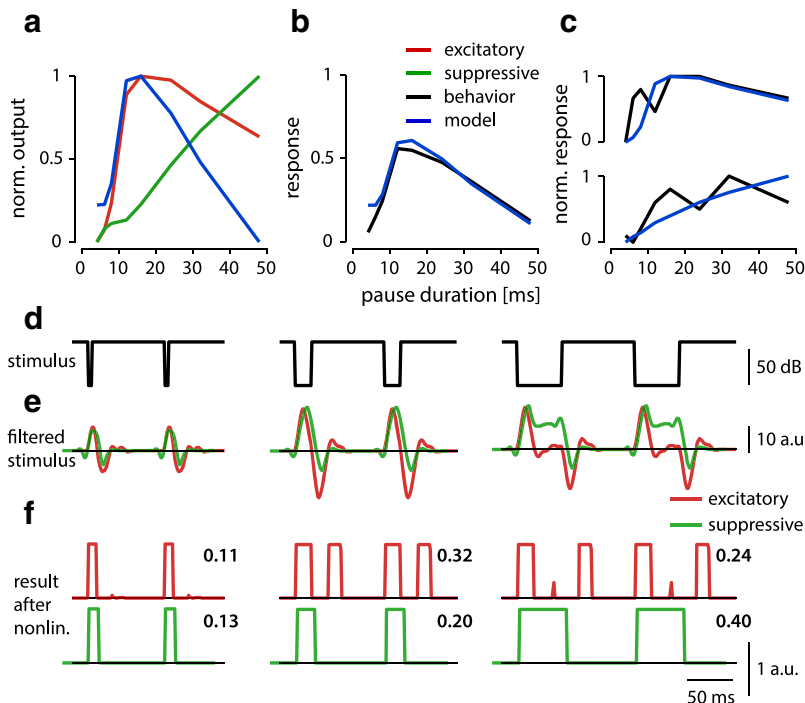 a
b
c
excitatory
suppressive
behavior
model
norm. output
1
0.5
0
0 10 20 30 40 50
response
1
0.5
0
0 10 20 30 40 50
pause duration [ms]
norm. response
1
0
1
0
0 10 20 30 40 50
d
stimulus
50 dB
e
filtered
stimulus
10 a.u
excitatory
suppressive
f
result
after
nonlin.
0.11
0.32
0.24
0.13
0.20
0.40
1 a.u.
50 ms